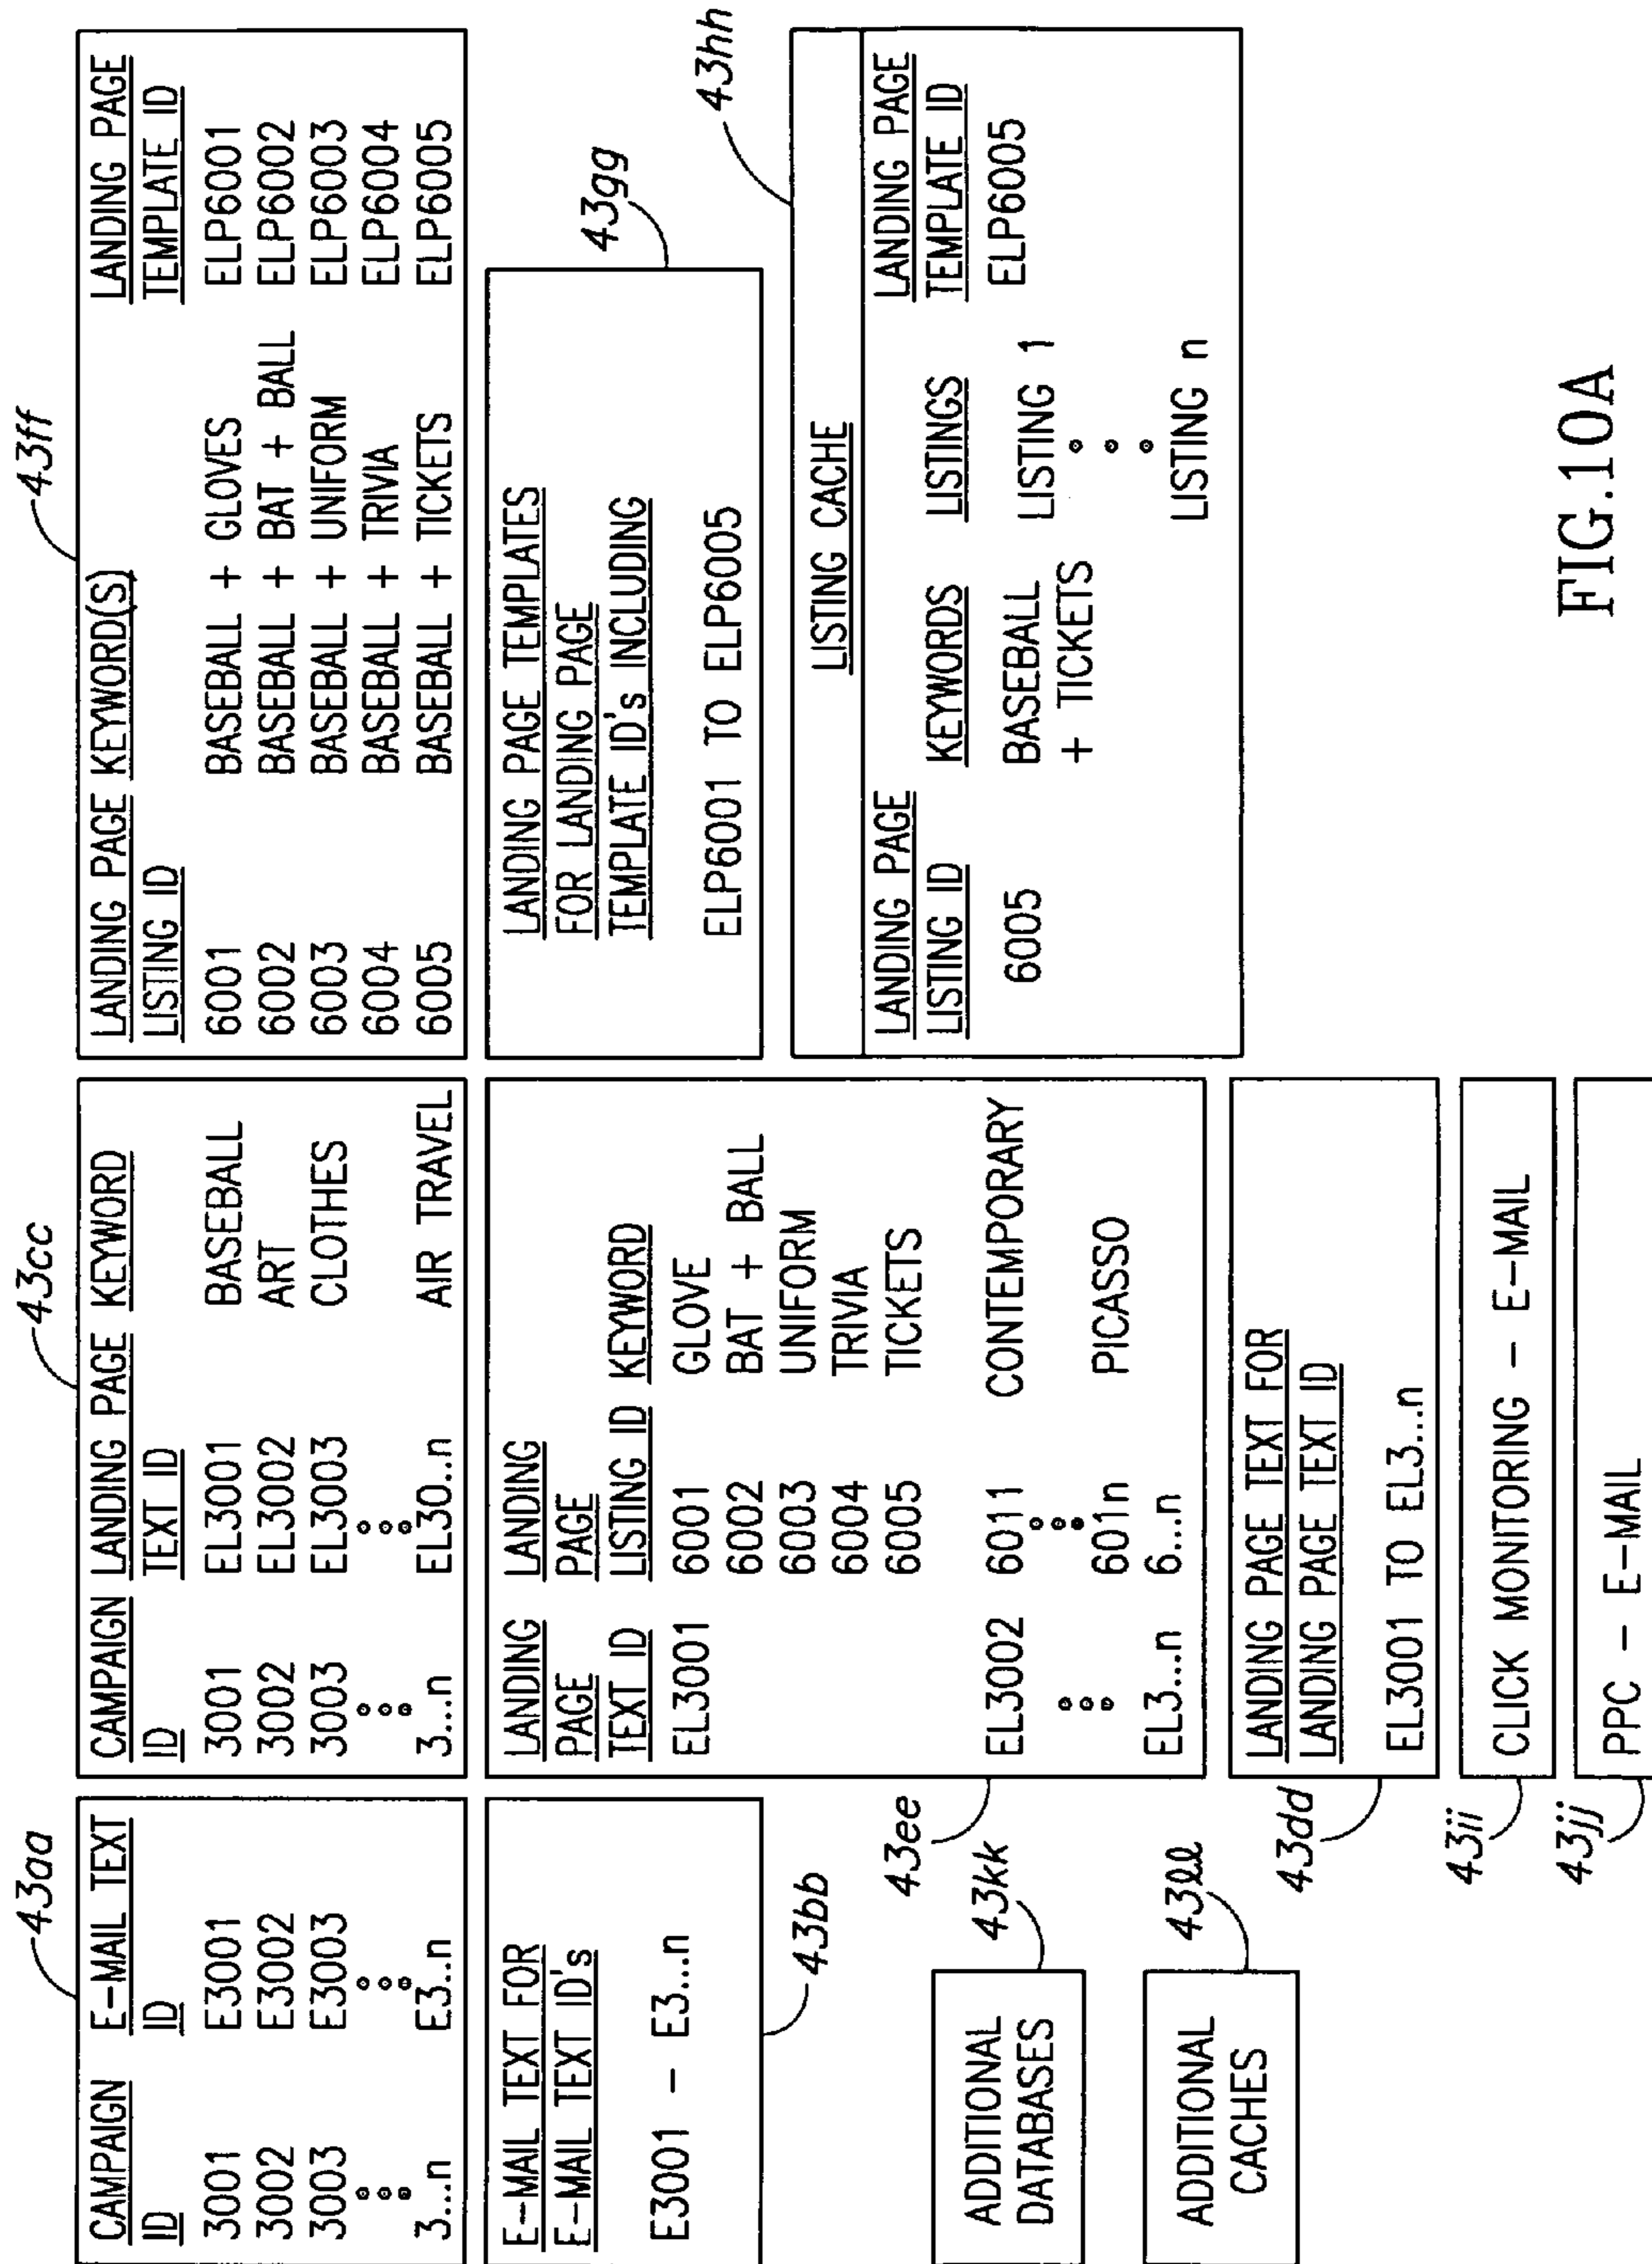 43aa
CAMPAIGN E-MAIL TEXT
ID ID
3001 E3001
3002 E3002
3003 E3003
3...n E3...n
E-MAIL TEXT FOR
E-MAIL TEXT ID's
E3001 - E3...n
43bb
ADDITIONAL
DATABASES
43kk
ADDITIONAL
CACHES
43ll
43cc
CAMPAIGN LANDING PAGE KEYWORD
ID TEXT ID
3001 EL3001 BASEBALL
3002 EL3002 ART
3003 EL3003 CLOTHES
3...n EL30...n AIR TRAVEL
LANDING LANDING
PAGE PAGE
TEXT ID LISTING ID KEYWORD
EL3001 6001 GLOVE
6002 BAT + BALL
6003 UNIFORM
6004 TRIVIA
6005 TICKETS
EL3002 6011 CONTEMPORARY
601n PICASSO
EL3...n 6...n
43ee
LANDING PAGE TEXT FOR
LANDING PAGE TEXT ID
EL3001 TO EL3...n
43dd
CLICK MONITORING - E-MAIL
43ii
PPC - E-MAIL
43jj
43ff
LANDING PAGE KEYWORD(S) LANDING PAGE
LISTING ID TEMPLATE ID
6001 BASEBALL + GLOVES ELP6001
6002 BASEBALL + BAT + BALL ELP6002
6003 BASEBALL + UNIFORM ELP6003
6004 BASEBALL + TRIVIA ELP6004
6005 BASEBALL + TICKETS ELP6005
LANDING PAGE TEMPLATES
FOR LANDING PAGE
TEMPLATE ID's INCLUDING
ELP6001 TO ELP6005
43gg
43hh
LISTING CACHE
LANDING PAGE LANDING PAGE
LISTING ID KEYWORDS LISTINGS TEMPLATE ID
6005 BASEBALL LISTING 1 ELP6005
+ TICKETS
LISTING n
FIG.10A